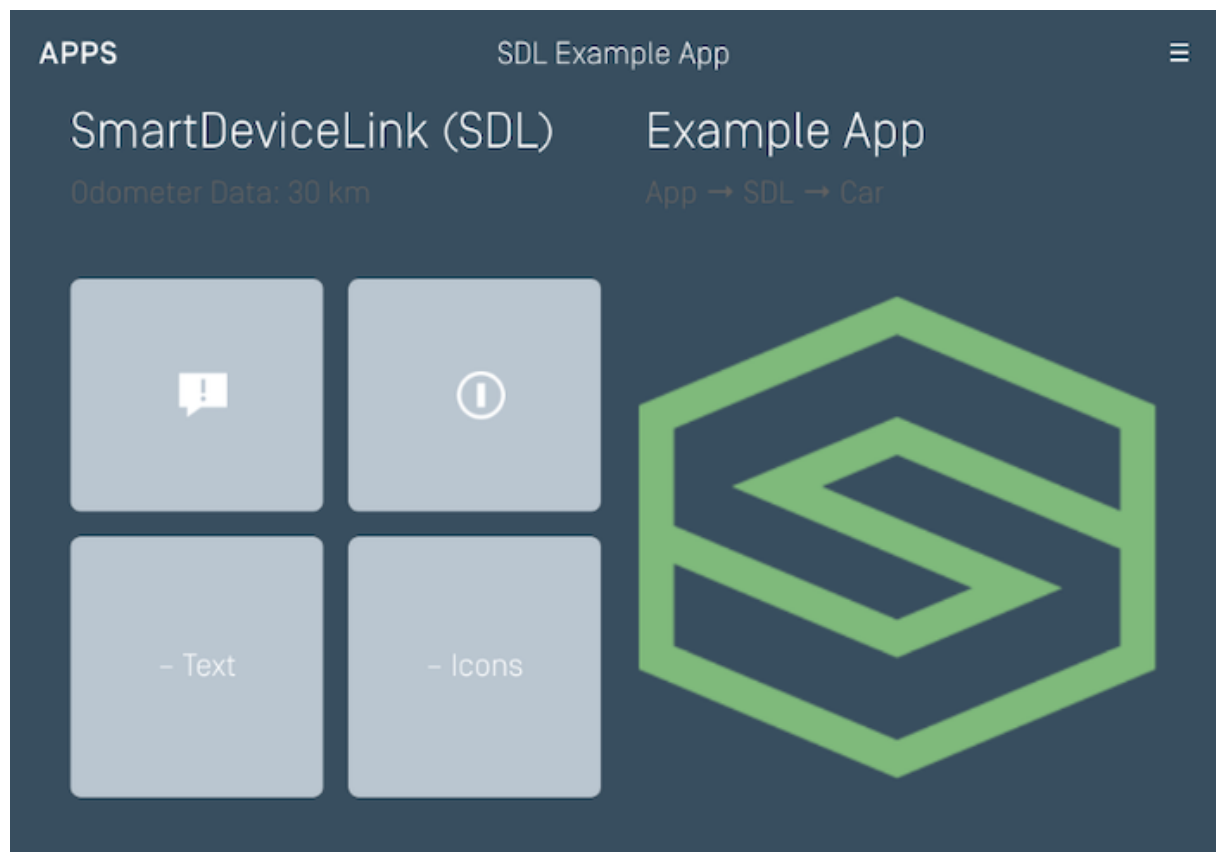 APPS
SDL Example App
SmartDeviceLink (SDL)
Example App
Odometer Data: 30 km
App → SDL → Car
!
– Text
– Icons